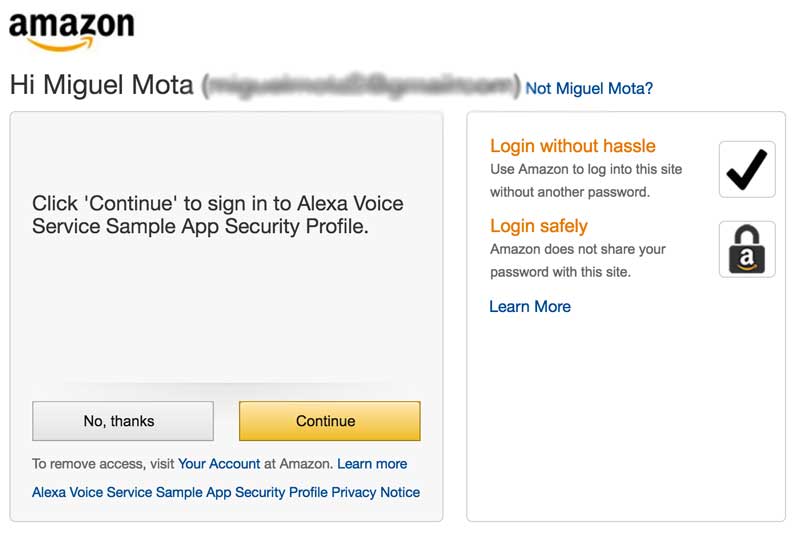 amazon
Hi Miguel Mota Not Miguel Mota?
Click 'Continue' to sign in to Alexa Voice
Service Sample App Security Profile.
No, thanks
Continue
To remove access, visit Your Account at Amazon. Learn more
Alexa Voice Service Sample App Security Profile Privacy Notice
Login without hassle
Use Amazon to log into this site
without another password.
Login safely
Amazon does not share your
password with this site.
a
Learn More